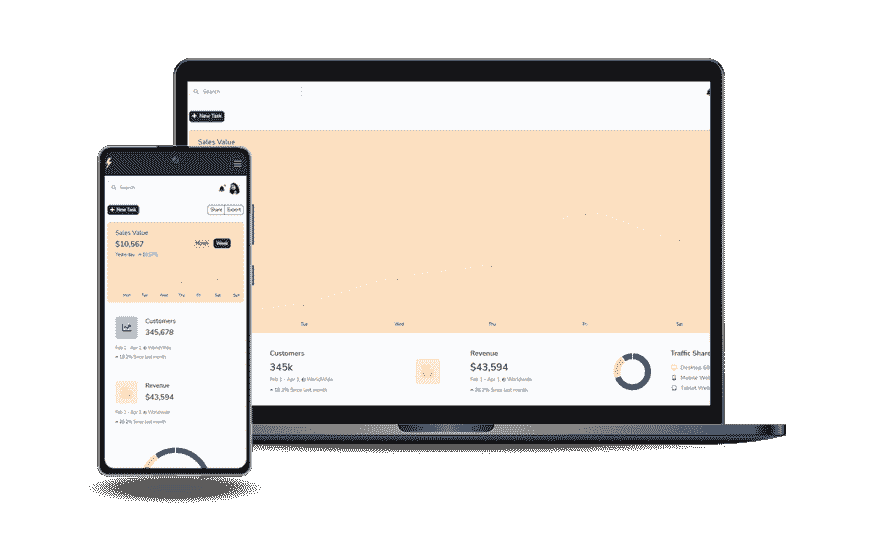 Search
New Task
Sales Value
Tue
Wed
Thu
Fri
Sat
Customers
345k
Feb 1 - Apr 1, WorldWide
18.2% Since last month
Revenue
$43,594
Feb 1 - Apr 1, Worldwide
28.2% Since last month
Traffic Share
Desktop 60
Mobile Web
Tablet Web
Search
New Task
Share
Export
Sales Value
$10,567
Month
Week
Yesterday
10.57%
Mon
Tue
Wed
Thu
Fri
Sat
Sun
Customers
345,678
Feb 1 - Apr 1, WorldWide
18.2% Since last month
Revenue
$43,594
Feb 1 - Apr 1, Worldwide
28.2% Since last month